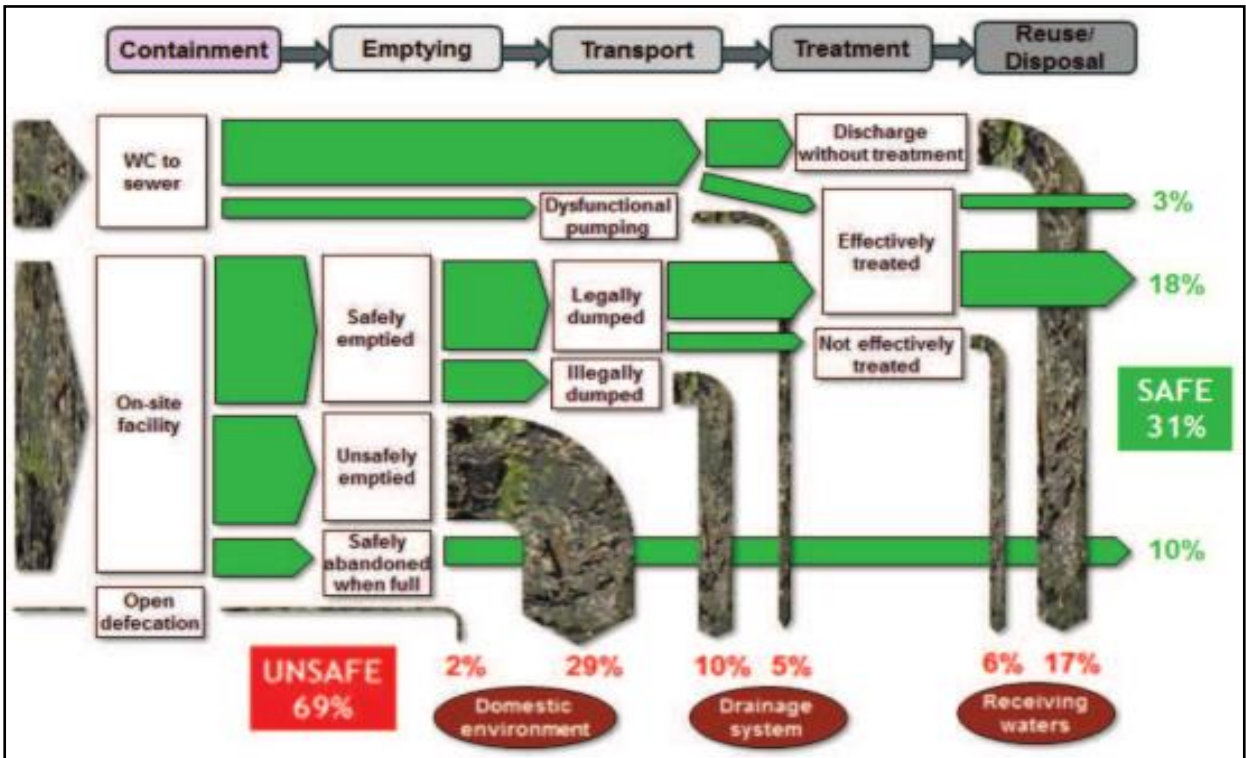 Containment
Emptying
Transport
Treatment
Reuse/
Disposal
WC to
sewer
Discharge
without treatment
Dysfunctional
pumping
Effectively
treated
3%
18%
On-site
facility
Safely
emptied
Legally
dumped
Not effectively
treated
Illegally
dumped
SAFE
31%
Unsafely
emptied
Safely
abandoned
when full
10%
Open
defecation
UNSAFE
69%
2%
29%
10%
5%
6%
17%
Domestic
environment
Drainage
system
Receiving
waters